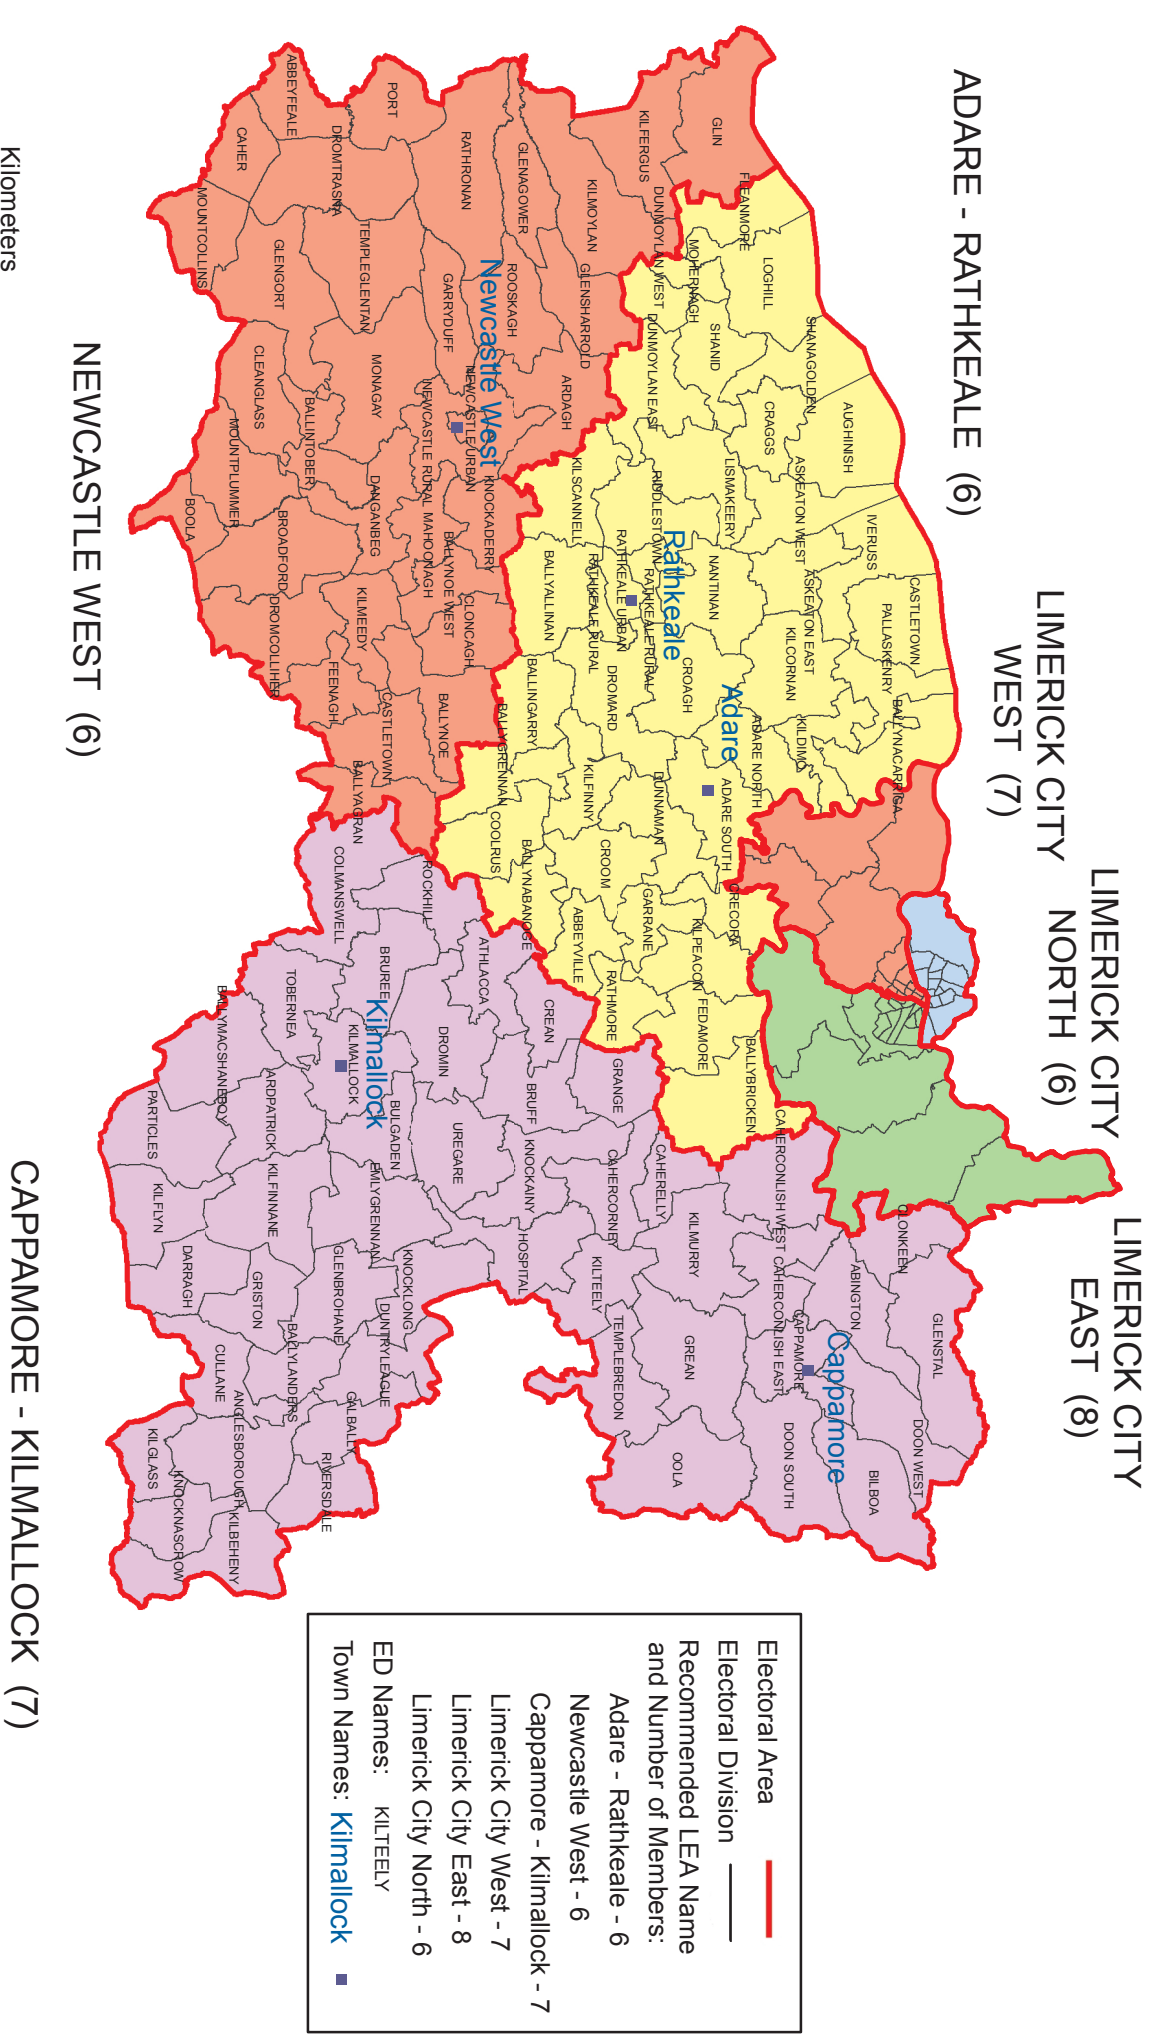 ADARE - RATHKEALE (6)
LIMERICK CITY
WEST (7)
LIMERICK CITY
NORTH (6)
LIMERICK CITY
EAST (8)
NEWCASTLE WEST (6)
CAPPAMORE - KILMALLOCK (7)
Kilometers
GLIN
KILFERGUS
FLEANMORE
LOGHILL
SHANAGOLDEN
AUGHINISH
MOHERNAGH
SHANID
CRAGGS
ASKEATON WEST
IVERUSS
CASTLETOWN
PALLASKENRY
BALLYNACARRIGA
DUNMOYLAN WEST
DUNMOYLAN EAST
LISMAKEERY
ASKEATON EAST
KILCORNAN
KILDIMO
RIDDLESTOWN
NANTINAN
Rathkeale
RATHKEALE RURAL
RATHKEALE URBAN
RATHKEALE RURAL
CROAGH
Adare
ADARE NORTH
ADARE SOUTH
KILSCANNELL
BALLYALLINAN
DROMARD
BALLINGARRY
KILFINNY
DUNNAMAN
CROOM
GARRANE
CRECORA
KILPEACON
FEDAMORE
BALLYBRICKEN
BALLYGRENNAN
COOLRUS
BALLYNABANOGE
ABBEYVILLE
RATHMORE
PORT
ABBEYFEALE
CAHER
MOUNTCOLLINS
DROMTRASNA
RATHRONAN
GLENAGOWER
KILMOYLAN
GLENSHARROLD
ROOSKAGH
Newcastle West
GARRYDUFF
TEMPLEGLENTAN
GLENGORT
ARDAGH
NEWCASTLE URBAN
NEWCASTLE RURAL
MONAGAY
CLEANGLASS
BALLINTOBER
MOUNTPLUMMER
BOOLA
DANGANBEG
MAHOONAGH
KNOCKADERRY
BALLYNOE WEST
CLONCAGH
BROADFORD
DROMCOLLIHER
KILMEEDY
FEENAGH
CASTLETOWN
BALLYNOE
BALLYAGRAN
COLMANSWELL
ROCKHILL
BRUREE
ATHLACCA
CREAN
TOBERNEA
Kilmallock
KILMALLOCK
DROMIN
BRUFF
GRANGE
BALLYMACSHANEBOY
ARDPATRICK
BULGADEN
UREGARE
PARTICLES
KILFLYN
KILFINNANE
EMLYGRENNAN
KNOCKAINY
CAHERCORNEY
CAHERELLY
CAHERCONLISH WEST
HOSPITAL
KNOCKLONG
GLENBROHANE
DARRAGH
GRISTON
DUNTRYLEAGUE
BALLYLANDERS
CULLANE
GALBALLY
ANGLESBOROUGH
RIVERSDALE
KILGLASS
KNOCKNASCROW
KILBEHENY
KILTEELY
KILMURRY
TEMPLEBREDON
GREAN
OOLA
CAHERCONLISH EAST
CLONKEEN
ABINGTON
GLENSTAL
CAPPAMORE
Cappamore
DOON WEST
DOON SOUTH
BILBOA
Electoral Area
Electoral Division
Recommended LEA Name
and Number of Members:
Adare - Rathkeale - 6
Newcastle West - 6
Cappamore - Kilmallock - 7
Limerick City West - 7
Limerick City East - 8
Limerick City North - 6
ED Names: KILTEELY
Town Names: Kilmallock